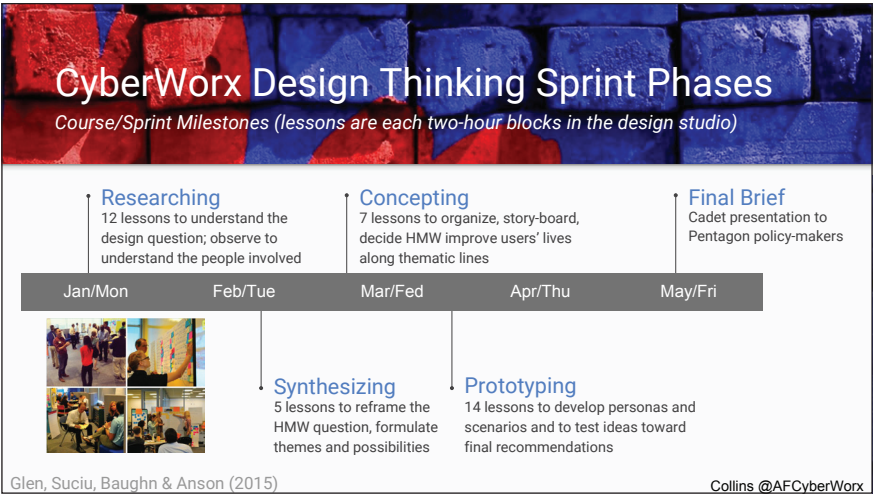 CyberWorx Design Thinking Sprint Phases
Course/Sprint Milestones (lessons are each two-hour blocks in the design studio)
Researching
12 lessons to understand the
design question; observe to
understand the people involved
Concepting
7 lessons to organize, story-board,
decide HMW improve users' lives
along thematic lines
Final Brief
Cadet presentation to
Pentagon policy-makers
Jan/Mon
Feb/Tue
Mar/Fed
Apr/Thu
May/Fri
Synthesizing
5 lessons to reframe the
HMW question, formulate
themes and possibilities
Prototyping
14 lessons to develop personas and
scenarios and to test ideas toward
final recommendations
Glen, Suciu, Baughn & Anson (2015)
Collins @AFCyberWorx